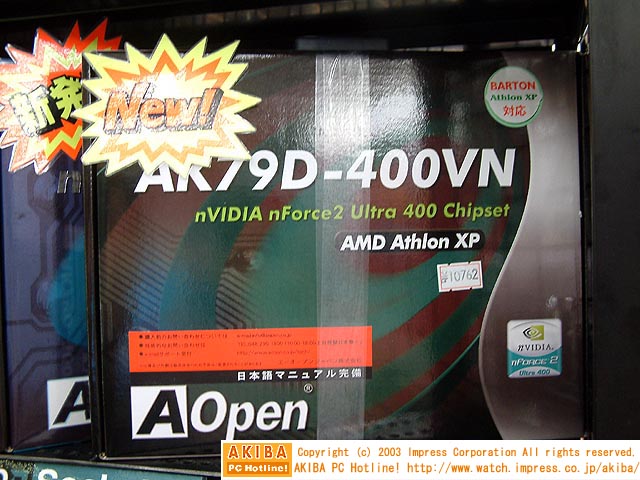 新発
New!
BARTON
Athlon XP
対応
AK79D-400VN
nVIDIA nForce2 Ultra 400 Chipset
AMD Athlon XP
10762
nVIDIA.
nFORCE 2
Ultra 400
日本語マニュアル完備
A
AOpen®
AKIBA
PC Hotline!
Copyright (c) 2003 Impress Corporation All rights reserved.
AKIBA PC Hotline! http://www.watch.impress.co.jp/akiba/